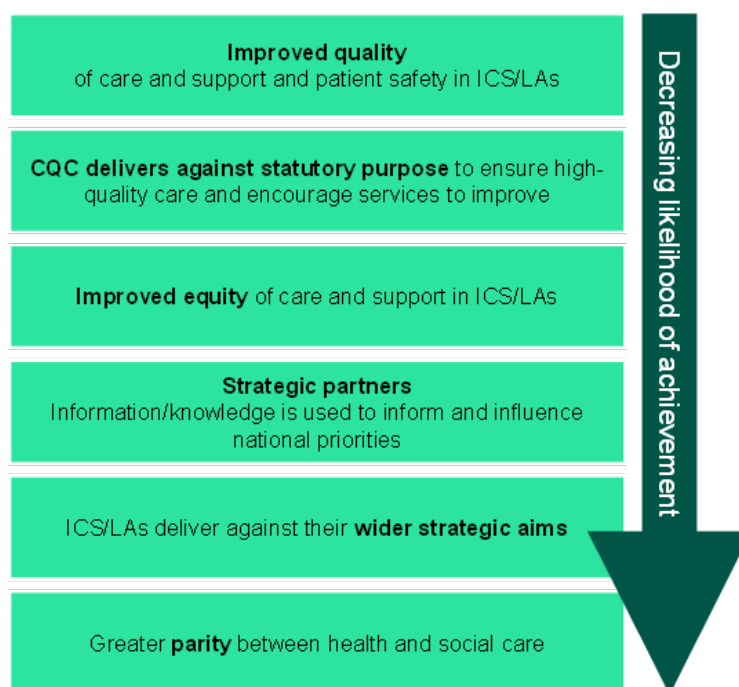 Improved quality
of care and support and patient safety in ICS/LAs
CQC delivers against statutory purpose to ensure high-
quality care and encourage services to improve
Improved equity of care and support in ICS/LAs
Strategic partners
Information/knowledge is used to inform and influence
national priorities
ICS/LAs deliver against their wider strategic aims
Greater parity between health and social care
Decreasing likelihood of achievement